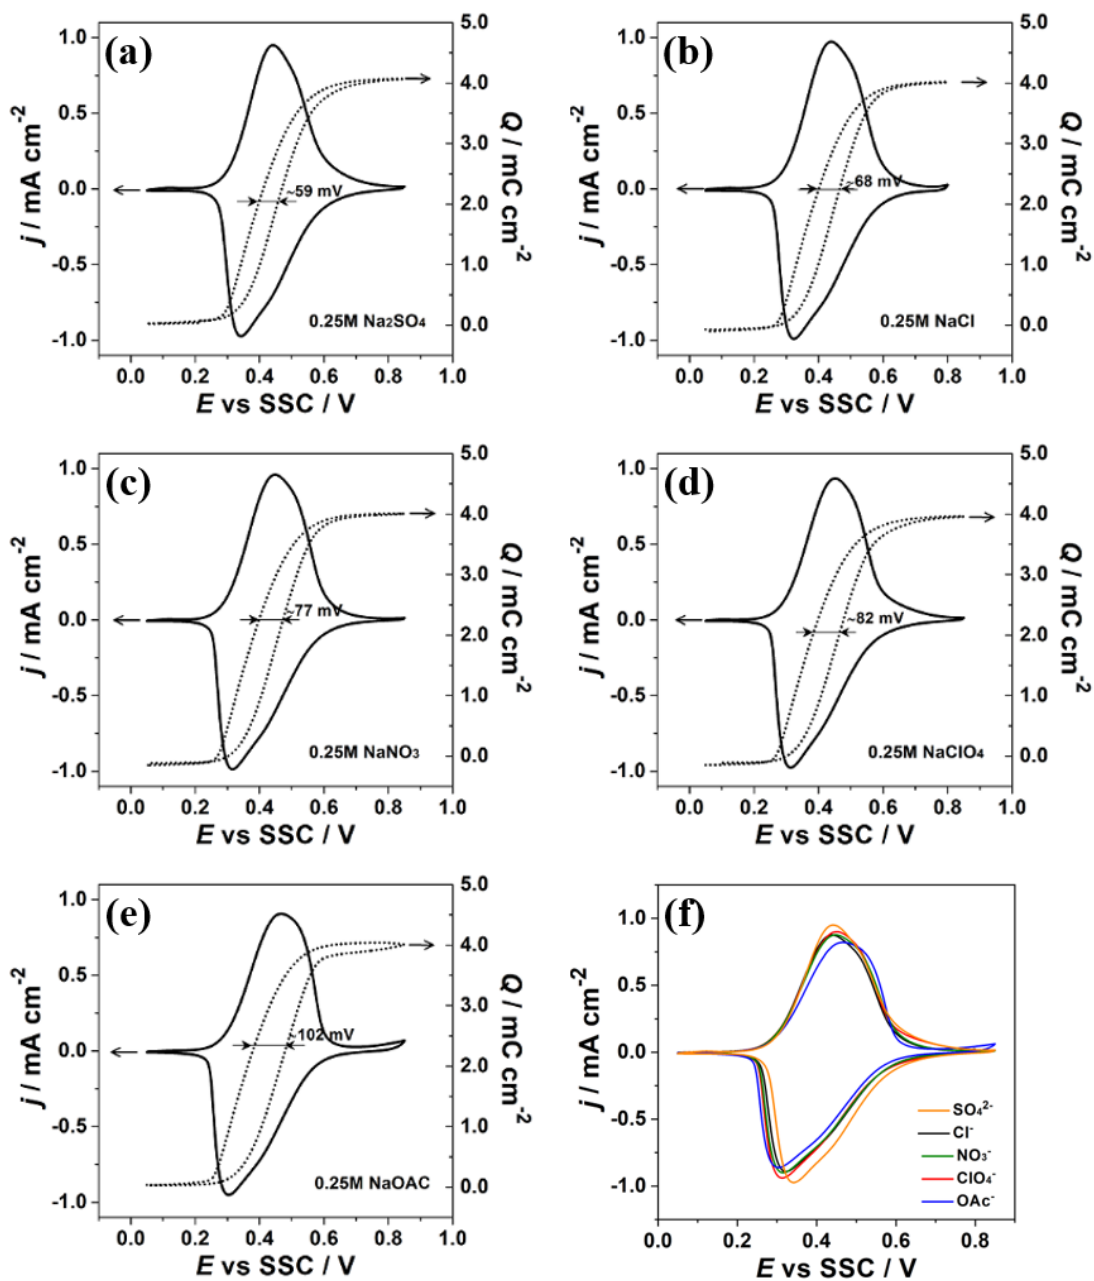 (a)
1.0
0.5
0.0
-0.5
-1.0
j / mA cm-2
5.0
4.0
3.0
2.0
1.0
0.0
Q / mC cm-2
~59 mV
0.25M Na2SO4
0.0 0.2 0.4 0.6 0.8 1.0
E vs SSC / V
(b)
1.0
0.5
0.0
-0.5
-1.0
j / mA cm-2
5.0
4.0
3.0
2.0
1.0
0.0
Q / mC cm-2
~68 mV
0.25M NaCl
0.0 0.2 0.4 0.6 0.8 1.0
E vs SSC / V
(c)
1.0
0.5
0.0
-0.5
-1.0
j / mA cm-2
5.0
4.0
3.0
2.0
1.0
0.0
Q / mC cm-2
~77 mV
0.25M NaNO3
0.0 0.2 0.4 0.6 0.8 1.0
E vs SSC / V
(d)
1.0
0.5
0.0
-0.5
-1.0
j / mA cm-2
5.0
4.0
3.0
2.0
1.0
0.0
Q / mC cm-2
~82 mV
0.25M NaClO4
0.0 0.2 0.4 0.6 0.8 1.0
E vs SSC / V
(e)
1.0
0.5
0.0
-0.5
-1.0
j / mA cm-2
5.0
4.0
3.0
2.0
1.0
0.0
Q / mC cm-2
~102 mV
0.25M NaOAC
0.0 0.2 0.4 0.6 0.8 1.0
E vs SSC / V
(f)
1.0
0.5
0.0
-0.5
-1.0
j / mA cm-2
SO42-
Cl-
NO3-
ClO4-
OAc-
0.0 0.2 0.4 0.6 0.8
E vs SSC / V